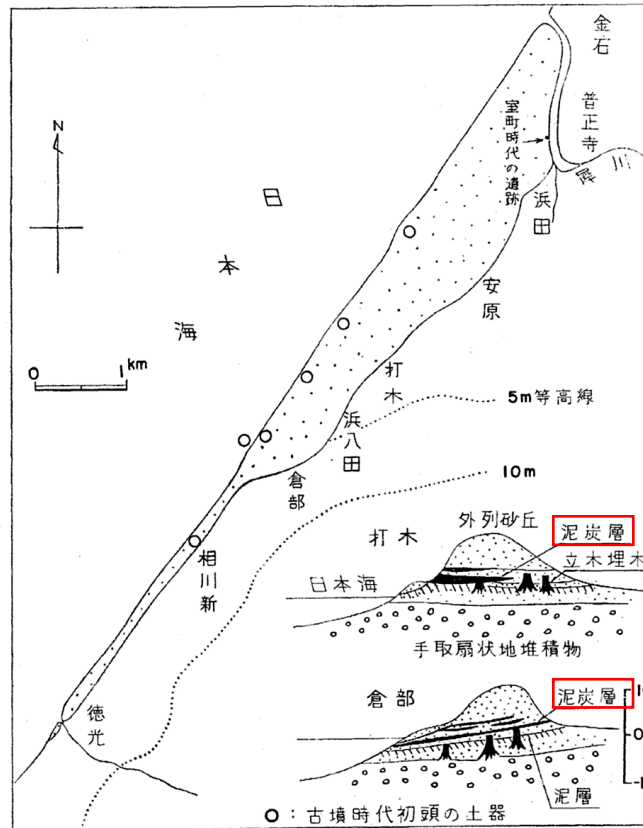 金石
普正寺
犀川
室町時代の遺跡
浜田
N
日本海
安原
0 1 km
打木
5m等高線
浜八田
10m
倉部
外列砂丘
打木
泥炭層
立木埋木
日本海
相川新
手取扇状地堆積物
徳光
倉部
泥炭層
泥層
○:古墳時代初頭の土器